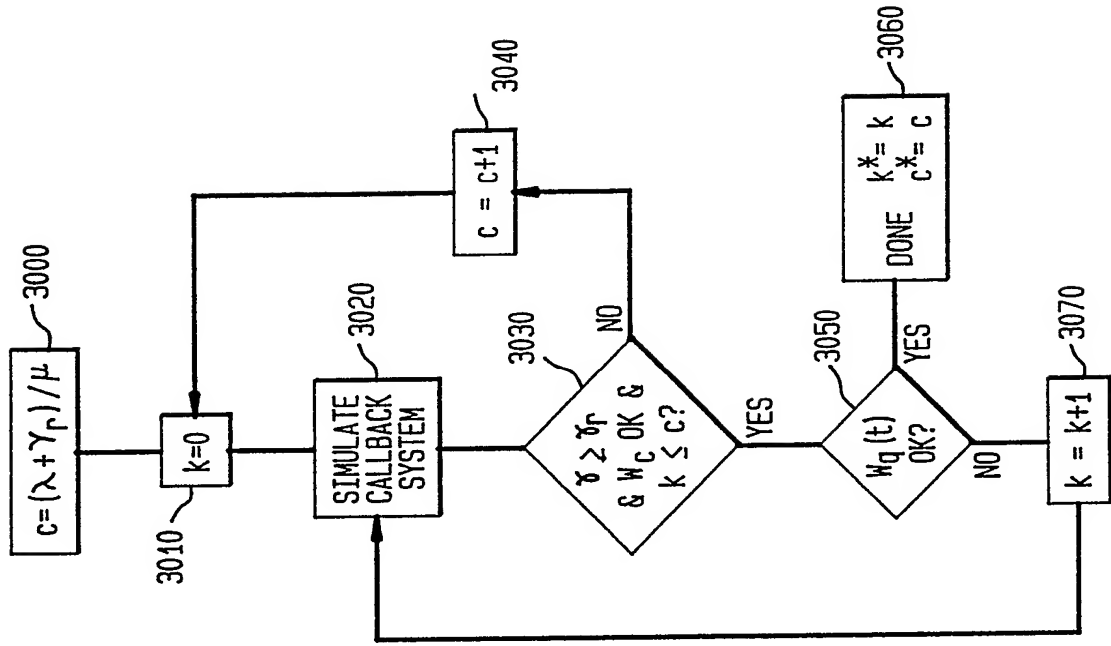 3000
c=(λ+γr)/μ
3010
k=0
3020
SIMULATE
CALLBACK
SYSTEM
3030
γ ≥ γr
& Wc OK &
k ≤ c?
NO
3040
c = c+1
YES
3050
Wq(t)
OK?
YES
3060
DONE k*= k
c*= c
NO
3070
k = k+1